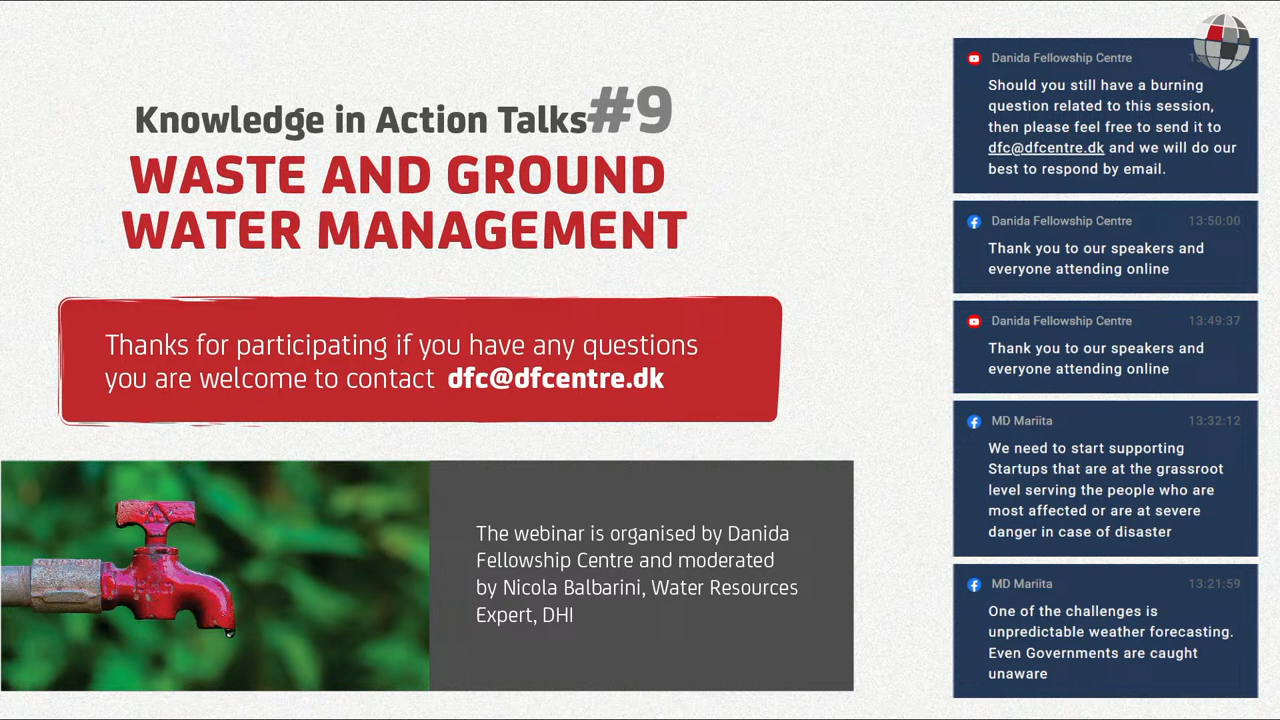 Knowledge in Action Talks#9
WASTE AND GROUND
WATER MANAGEMENT
Thanks for participating if you have any questions
you are welcome to contact dfc@dfcentre.dk
The webinar is organised by Danida
Fellowship Centre and moderated
by Nicola Balbarini, Water Resources
Expert, DHI
Danida Fellowship Centre
Should you still have a burning
question related to this session,
then please feel free to send it to
dfc@dfcentre.dk and we will do our
best to respond by email.
Danida Fellowship Centre 13:50:00
Thank you to our speakers and
everyone attending online
Danida Fellowship Centre 13:49:37
Thank you to our speakers and
everyone attending online
MD Mariita 13:32:12
We need to start supporting
Startups that are at the grassroot
level serving the people who are
most affected or are at severe
danger in case of disaster
MD Mariita 13:21:59
One of the challenges is
unpredictable weather forecasting.
Even Governments are caught
unaware